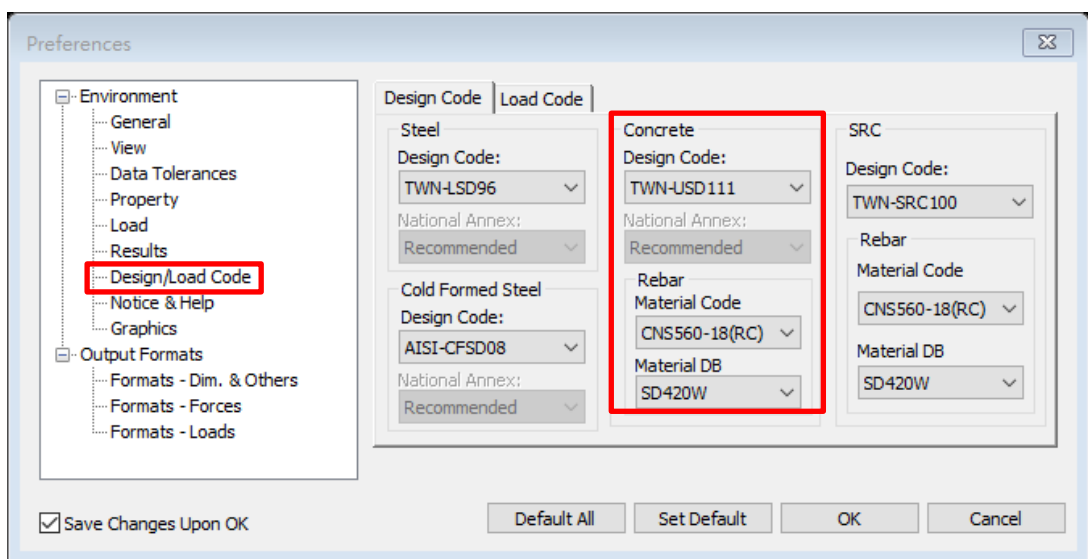 Preferences
Environment
General
View
Data Tolerances
Property
Load
Results
Design/Load Code
Notice & Help
Graphics
Output Formats
Formats - Dim. & Others
Formats - Forces
Formats - Loads
Design Code
Load Code
Steel
Design Code:
TWN-LSD96
National Annex:
Recommended
Cold Formed Steel
Design Code:
AISI-CFSD08
National Annex:
Recommended
Concrete
Design Code:
TWN-USD111
National Annex:
Recommended
Rebar
Material Code
CNS560-18(RC)
Material DB
SD420W
SRC
Design Code:
TWN-SRC100
Rebar
Material Code
CNS560-18(RC)
Material DB
SD420W
Save Changes Upon OK
Default All
Set Default
OK
Cancel